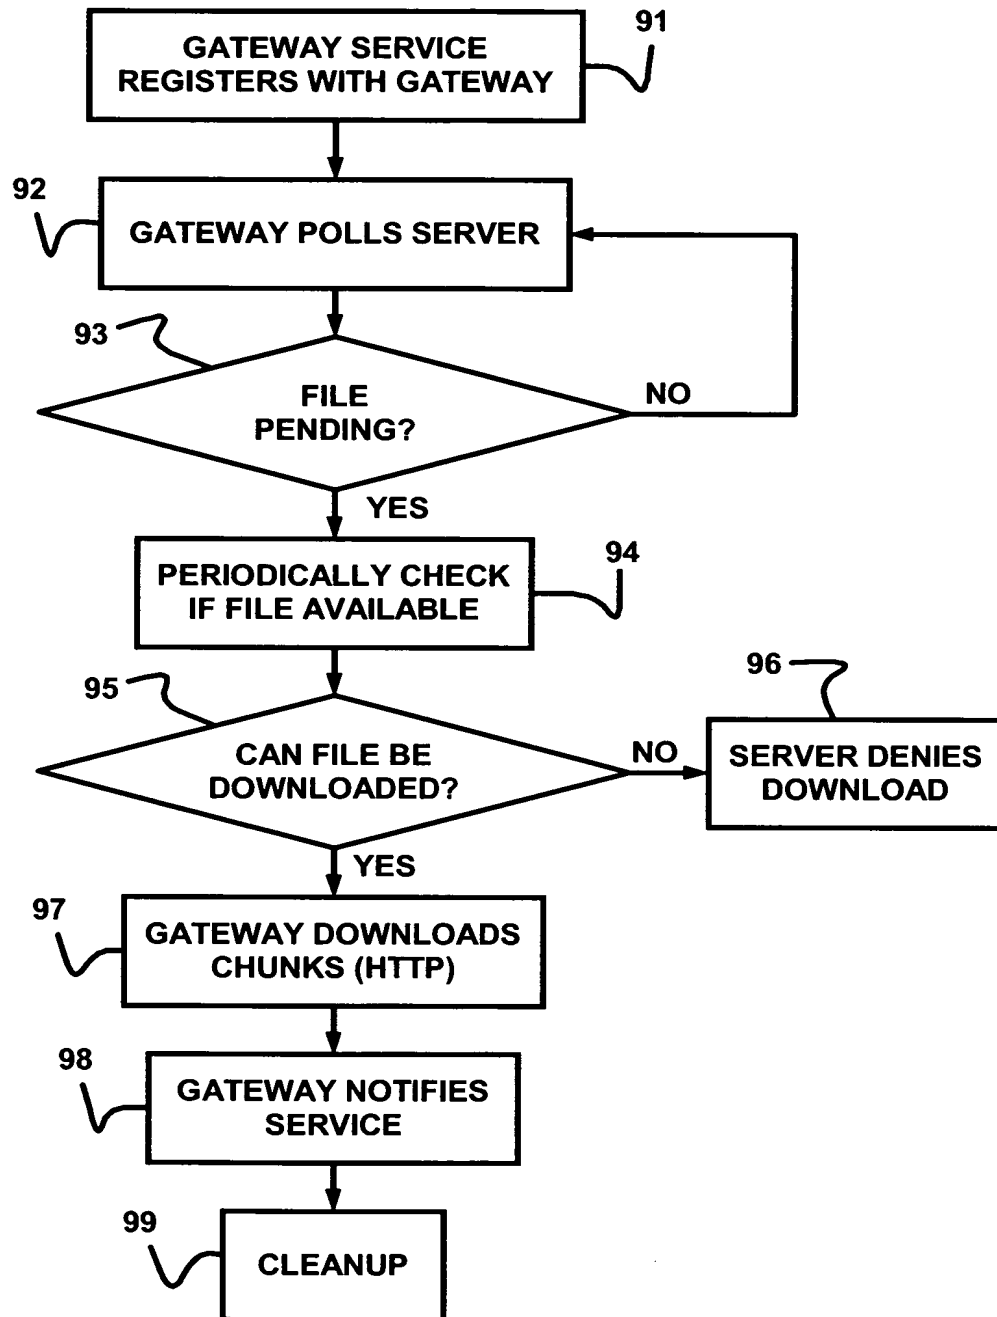 GATEWAY SERVICE
REGISTERS WITH GATEWAY
91
92
GATEWAY POLLS SERVER
93
FILE
PENDING?
NO
YES
94
PERIODICALLY CHECK
IF FILE AVAILABLE
95
CAN FILE BE
DOWNLOADED?
NO
96
SERVER DENIES
DOWNLOAD
YES
97
GATEWAY DOWNLOADS
CHUNKS (HTTP)
98
GATEWAY NOTIFIES
SERVICE
99
CLEANUP